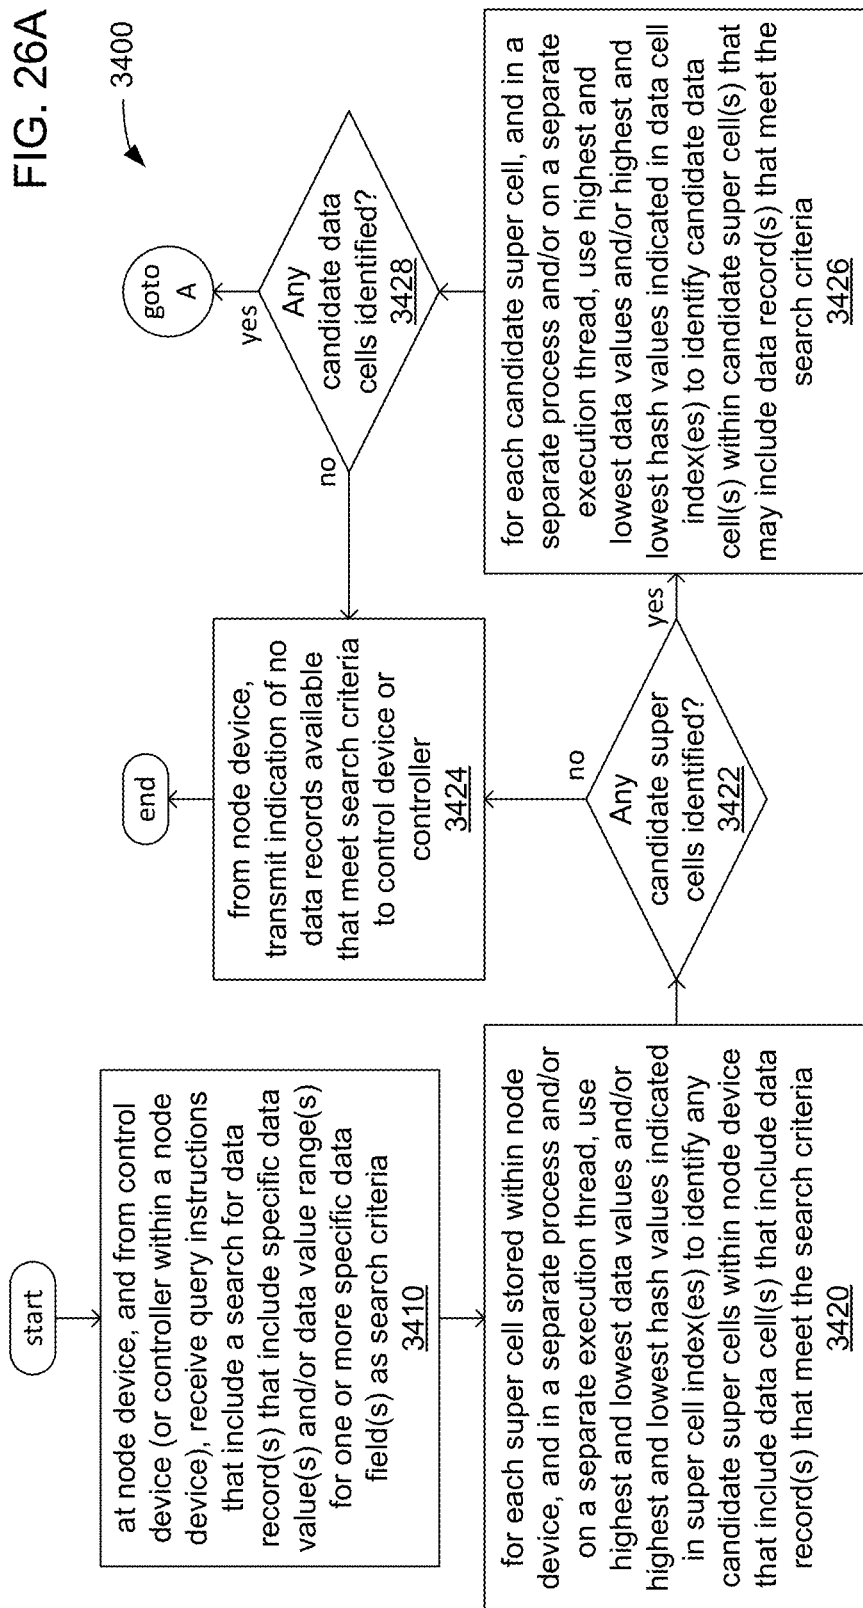 FIG. 26A
3400
start
at node device, and from control
device (or controller within a node
device), receive query instructions
that include a search for data
record(s) that include specific data
value(s) and/or data value range(s)
for one or more specific data
field(s) as search criteria
3410
for each super cell stored within node
device, and in a separate process and/or
on a separate execution thread, use
highest and lowest data values and/or
highest and lowest hash values indicated
in super cell index(es) to identify any
candidate super cells within node device
that include data cell(s) that include data
record(s) that meet the search criteria
3420
Any
candidate super
cells identified?
3422
no
yes
from node device,
transmit indication of no
data records available
that meet search criteria
to control device or
controller
3424
end
for each candidate super cell, and in a
separate process and/or on a separate
execution thread, use highest and
lowest data values and/or highest and
lowest hash values indicated in data cell
index(es) to identify candidate data
cell(s) within candidate super cell(s) that
may include data record(s) that meet the
search criteria
3426
Any
candidate data
cells identified?
3428
no
yes
goto
A